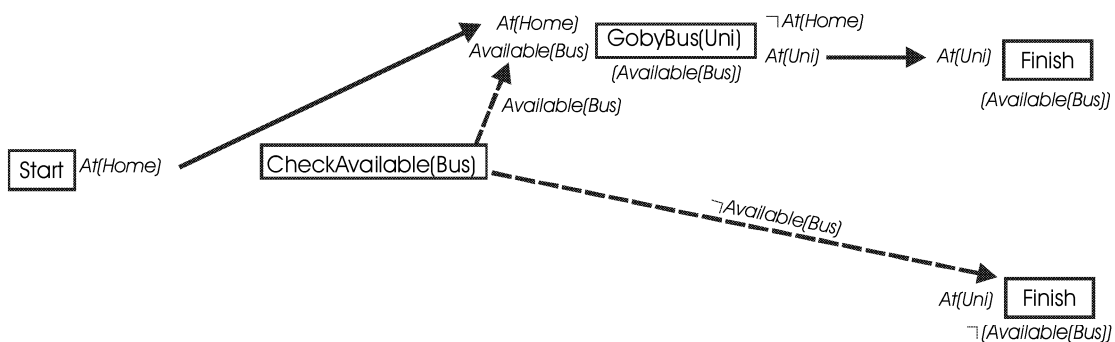 At(Home)
Available(Bus)
GobyBus(Uni)
(Available(Bus))
¬At(Home)
At(Uni)
At(Uni)
Finish
(Available(Bus))
Available(Bus)
Start
At(Home)
CheckAvailable(Bus)
¬Available(Bus)
At(Uni)
Finish
¬(Available(Bus))